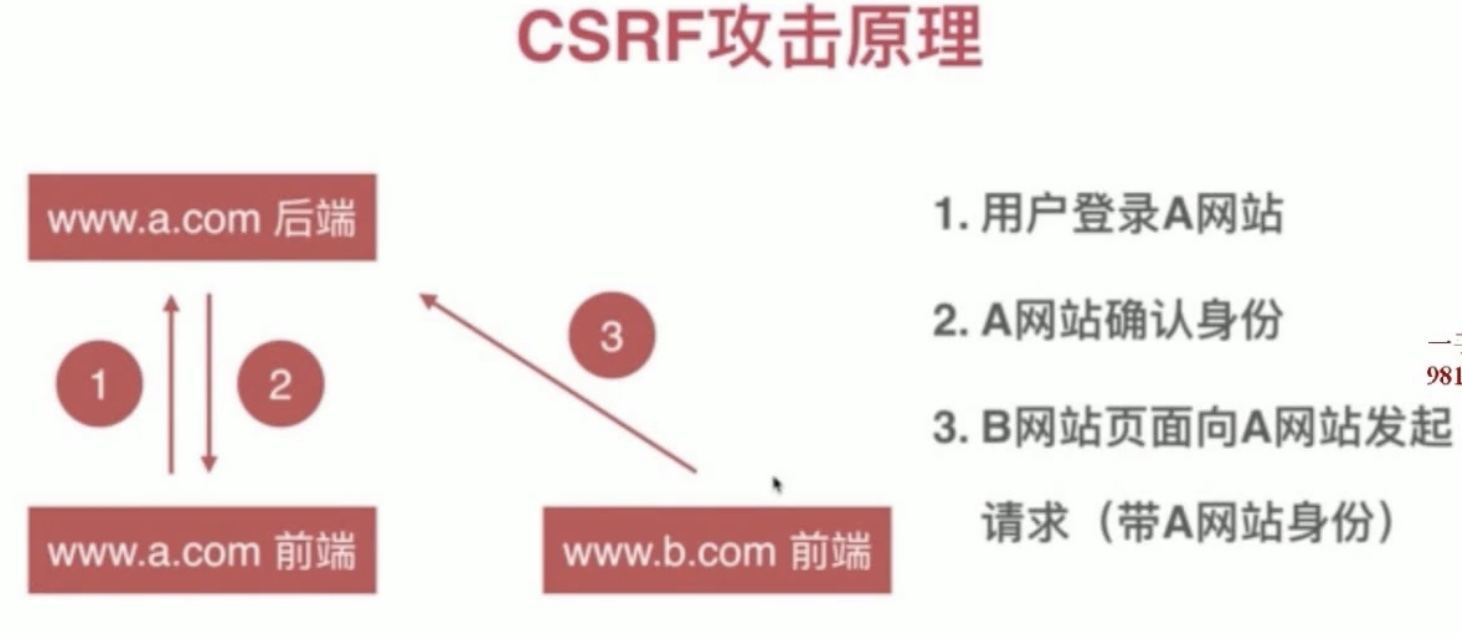 CSRF攻击原理
www.a.com 后端
1
2
3
www.a.com 前端
www.b.com 前端
1. 用户登录A网站
2. A网站确认身份
3. B网站页面向A网站发起
请求（带A网站身份）
981